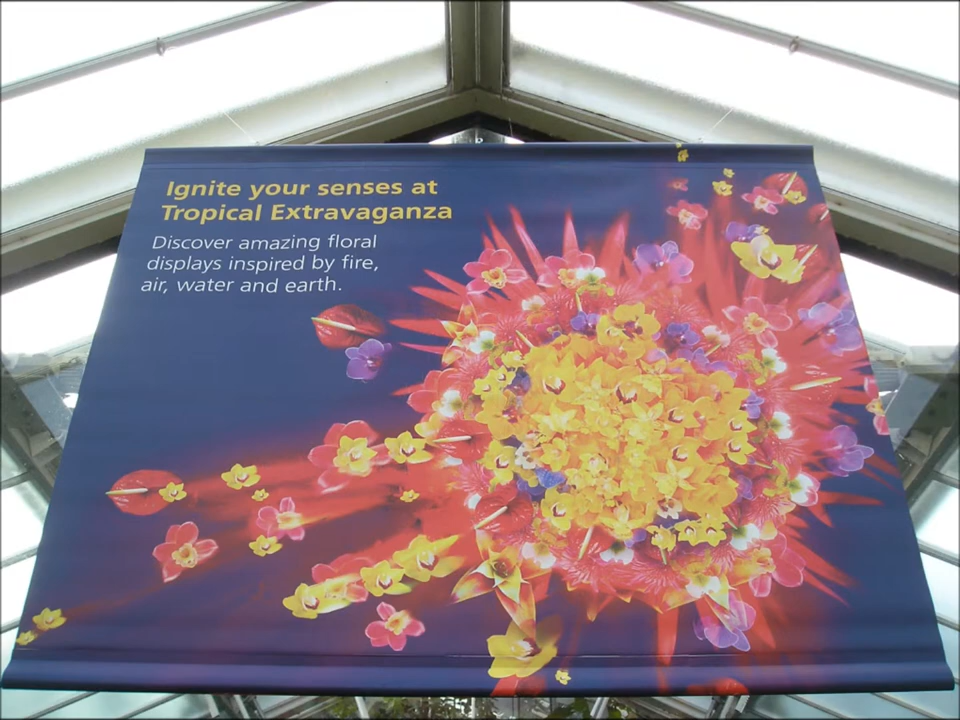 Ignite your senses at
Tropical Extravaganza
Discover amazing floral
displays inspired by fire,
air, water and earth.